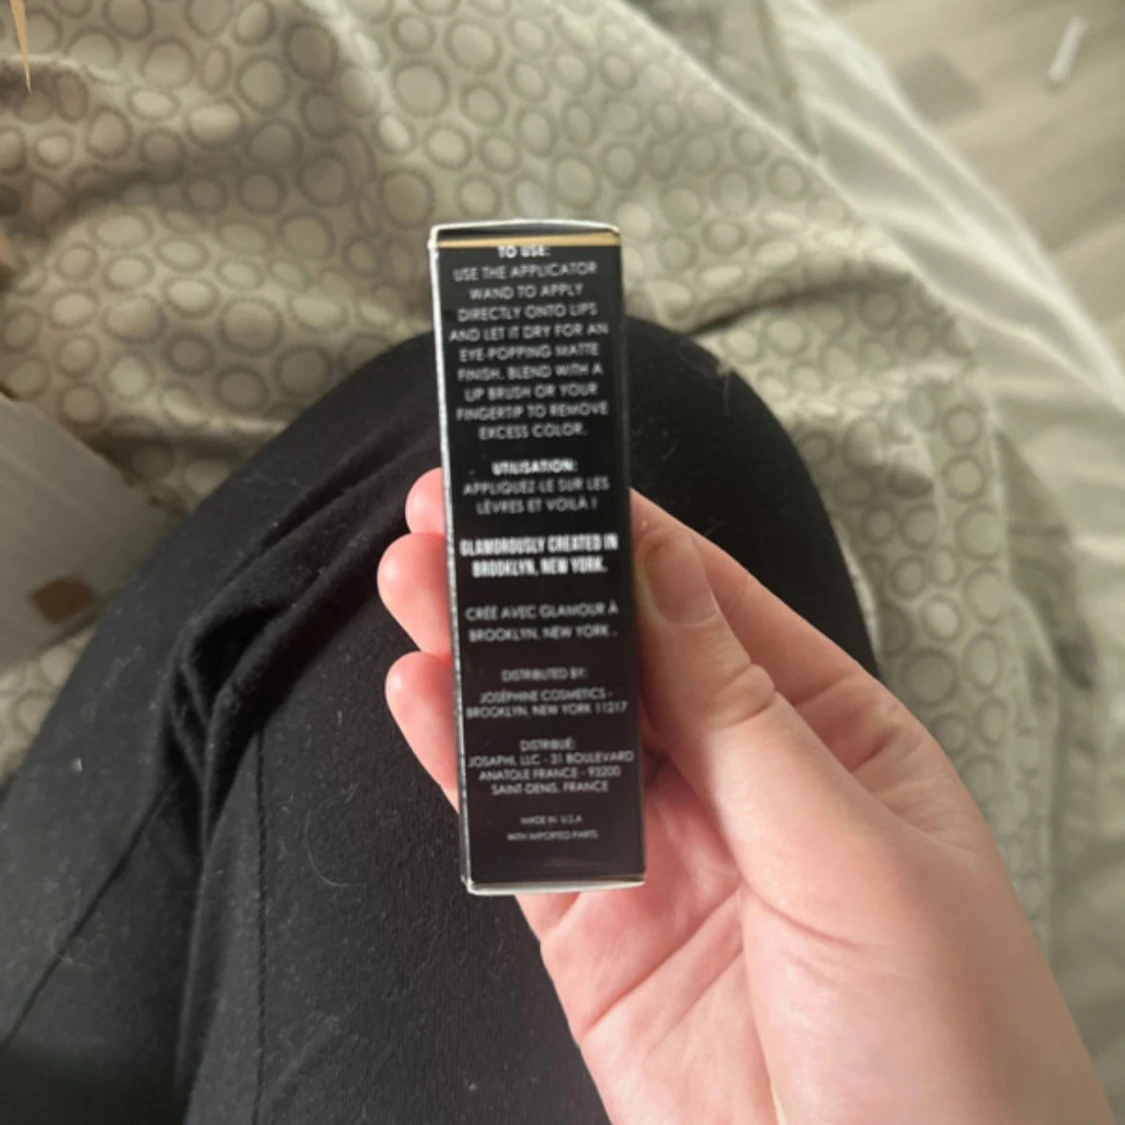 TO USE:
USE THE APPLICATOR
WAND TO APPLY
DIRECTLY ONTO LIPS
AND LET IT DRY FOR AN
EYE-POPPING MATTE
FINISH. BLEND WITH A
LIP BRUSH OR YOUR
FINGERTIP TO REMOVE
EXCESS COLOR.
UTILISATION:
APPLIQUEZ-LE SUR LES
LÈVRES ET VOILÀ !
GLAMOROUSLY CREATED IN
BROOKLYN, NEW YORK.
CRÉE AVEC GLAMOUR À
BROOKLYN, NEW YORK .
DISTRIBUTED BY:
JOSÉPHINE COSMETICS -
BROOKLYN, NEW YORK 11217
DISTRIBUÉ:
JOSAPHI, LLC - 31 BOULEVARD
ANATOLE FRANCE - 93200
SAINT-DENIS, FRANCE
MADE IN U.S.A
WITH IMPORTED PARTS